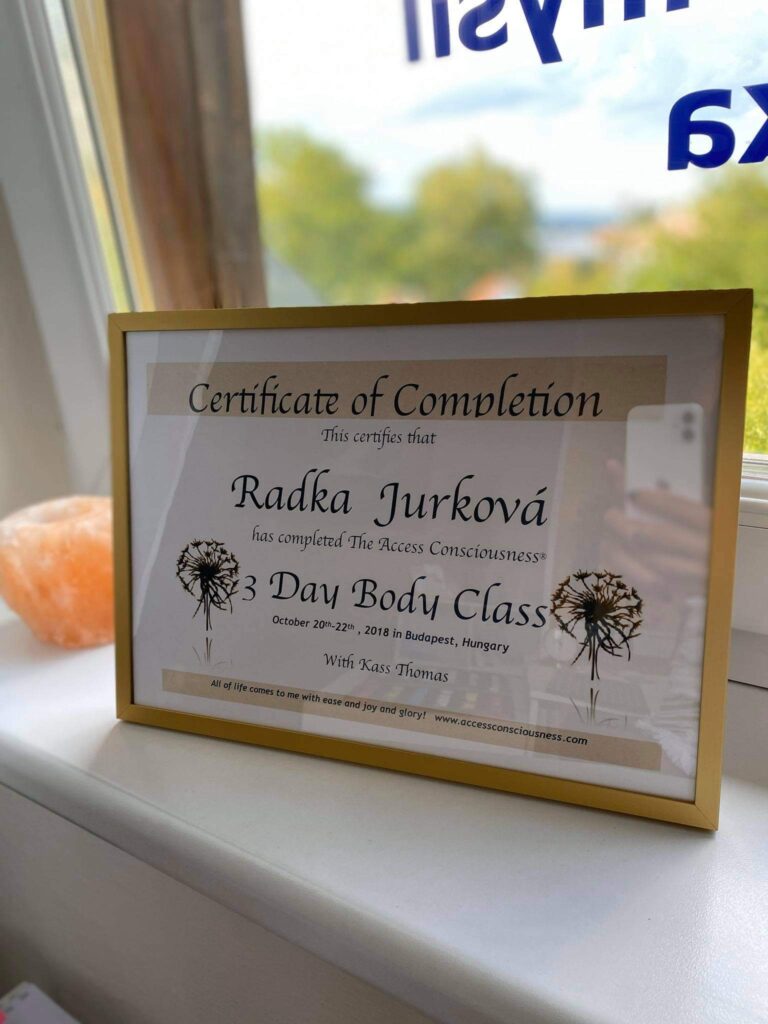 mysil
ka
Certificate of Completion
This certifies that
Radka Jurková
has completed The Access Consciousness®
3 Day Body Class
October 20th-22th , 2018 in Budapest, Hungary
With Kass Thomas
All of life comes to me with ease and joy and glory! www.accessconsciousness.com